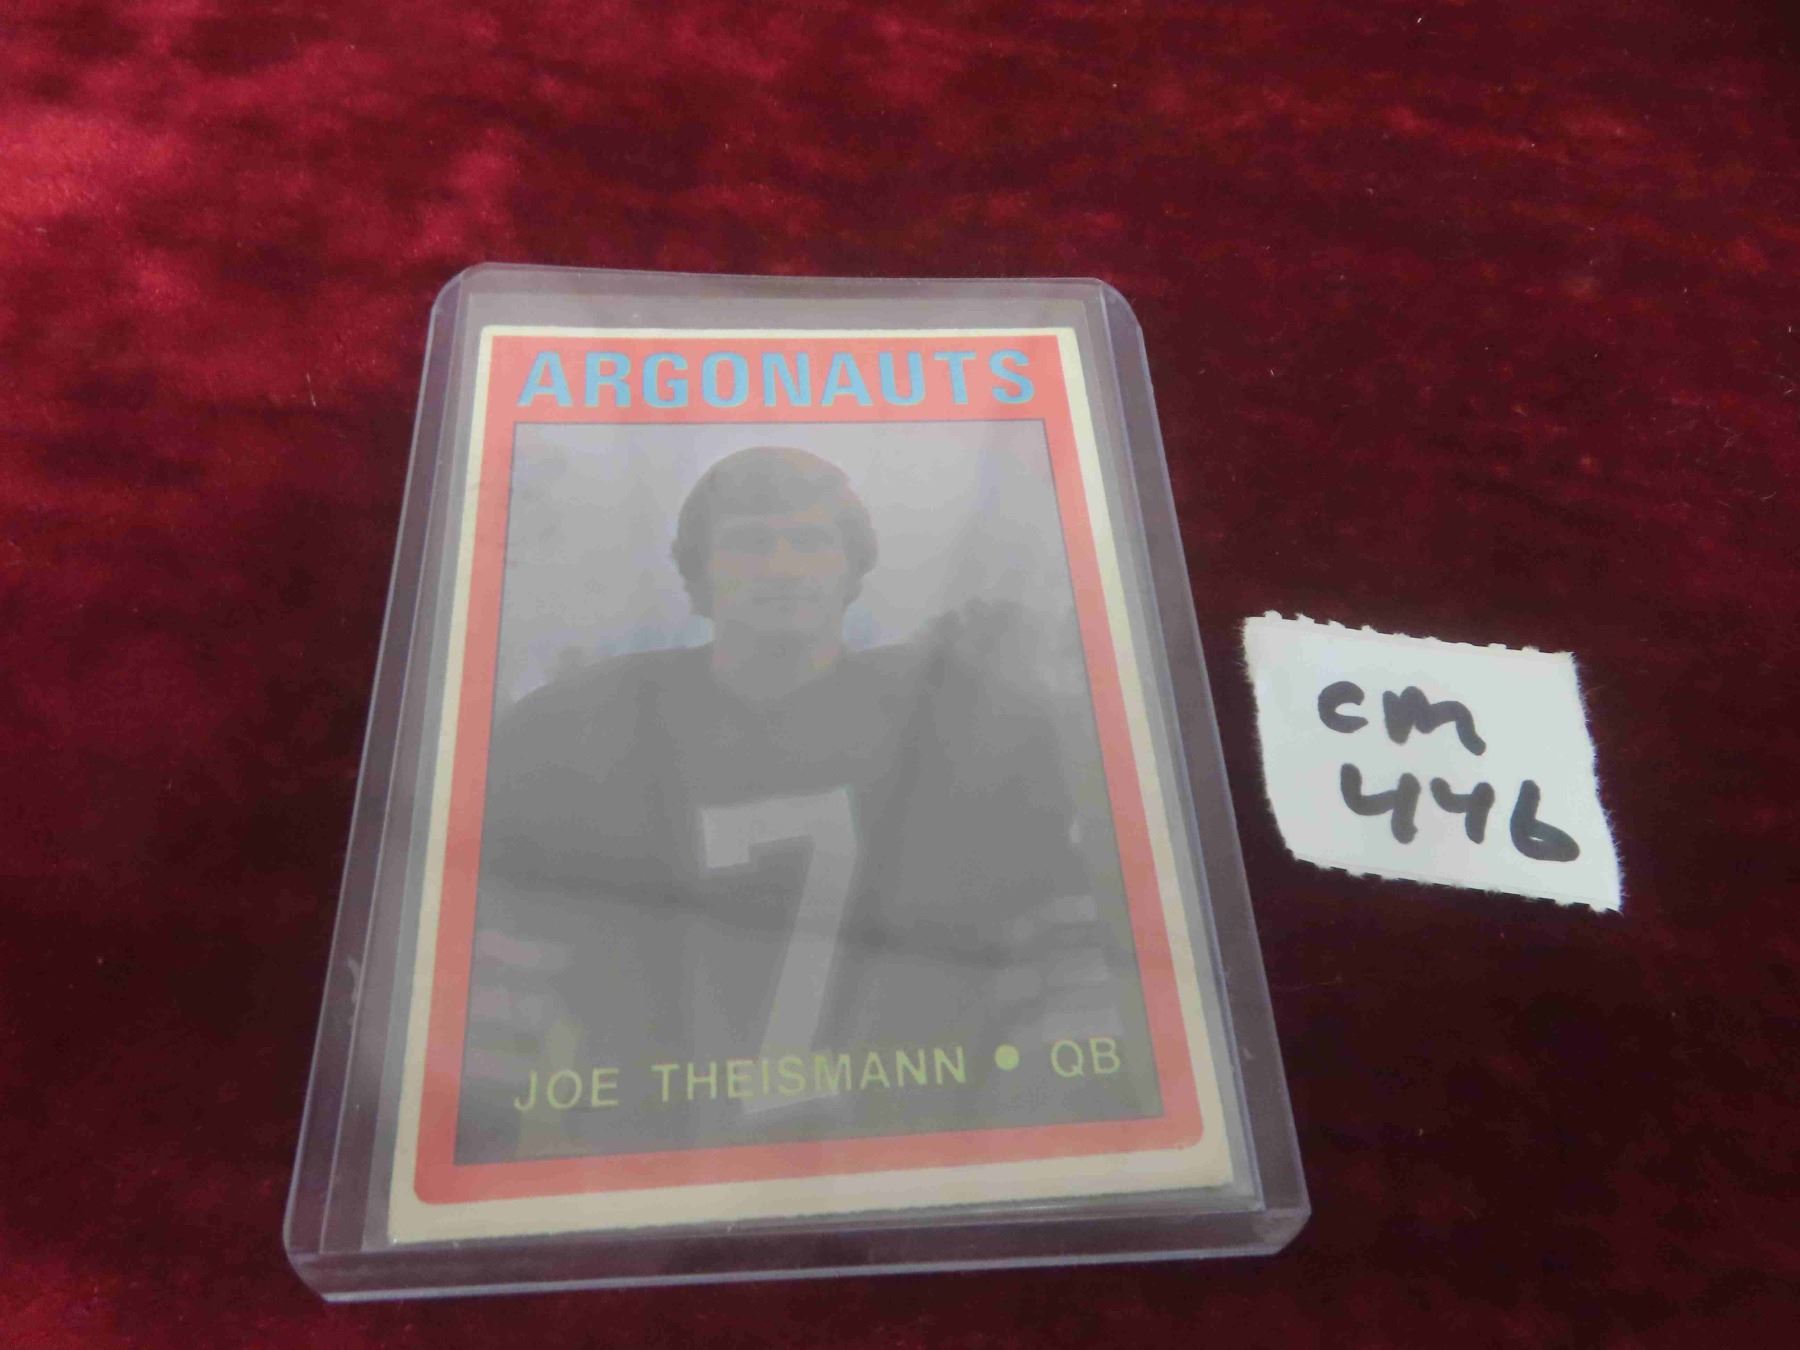 ARGONAUTS
7
JOE THEISMANN • QB
cm
446